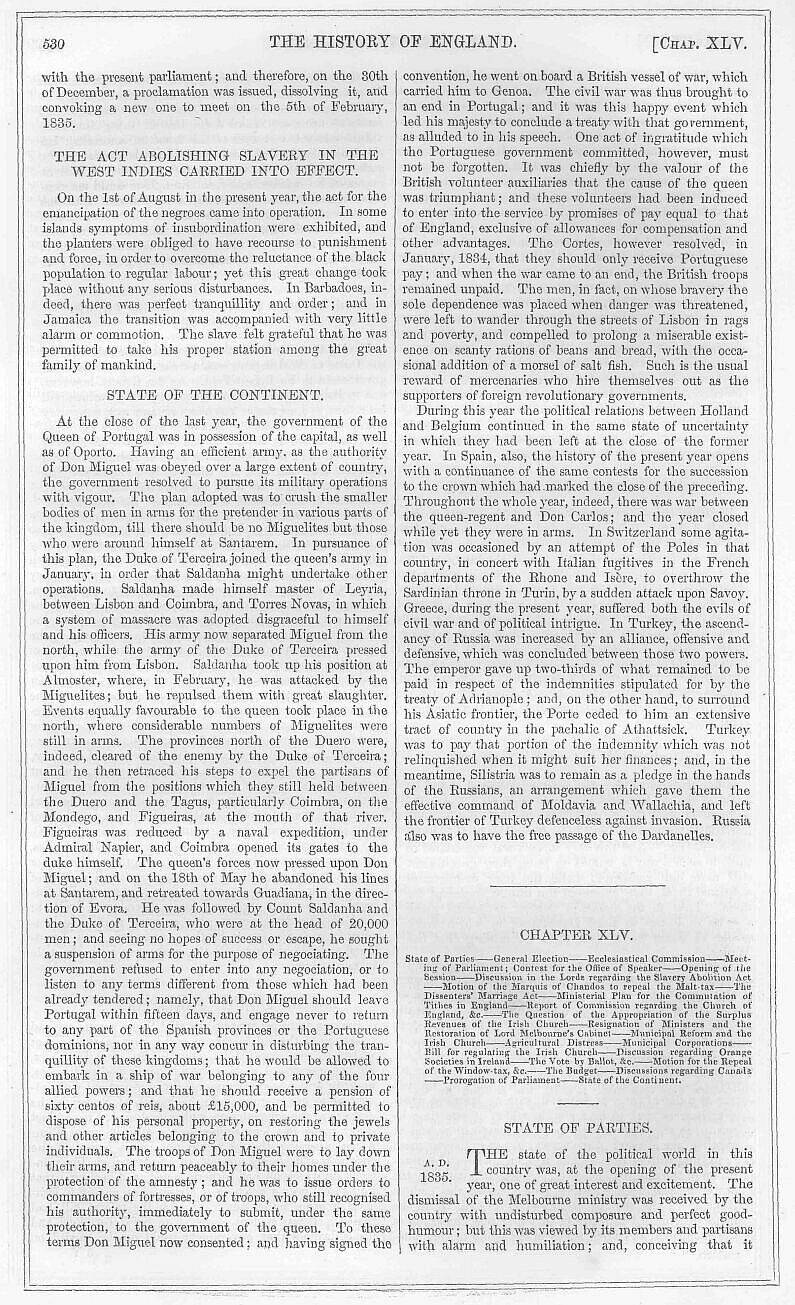 530
THE HISTORY OF ENGLAND.
[CHAP. XLV.
with the present parliament; and therefore, on the 30th
of December, a proclamation was issued, dissolving it, and
convoking a new one to meet on the 5th of February,
1835.
THE ACT ABOLISHING SLAVERY IN THE
WEST INDIES CARRIED INTO EFFECT.
On the 1st of August in the present year, the act for the
emancipation of the negroes came into operation. In some
islands symptoms of insubordination were exhibited, and
the planters were obliged to have recourse to punishment
and force, in order to overcome the reluctance of the black
population to regular labour; yet this great change took
place without any serious disturbances. In Barbadoes, in-
deed, there was perfect tranquillity and order; and in
Jamaica the transition was accompanied with very little
alarm or commotion. The slave felt grateful that he was
permitted to take his proper station among the great
family of mankind.
STATE OF THE CONTINENT.
At the close of the last year, the government of the
Queen of Portugal was in possession of the capital, as well
as of Oporto. Having an efficient army, as the authority
of Don Miguel was obeyed over a large extent of country,
the government resolved to pursue its military operations
with vigour. The plan adopted was to crush the smaller
bodies of men in arms for the pretender in various parts of
the kingdom, till there should be no Miguelites but those
who were around himself at Santarem. In pursuance of
this plan, the Duke of Terceira joined the queen's army in
January, in order that Saldanha might undertake other
operations. Saldanha made himself master of Leyria,
between Lisbon and Coimbra, and Torres Novas, in which
a system of massacre was adopted disgraceful to himself
and his officers. His army now separated Miguel from the
north, while the army of the Duke of Terceira pressed
upon him from Lisbon. Saldanha took up his position at
Almoster, where, in February, he was attacked by the
Miguelites; but he repulsed them with great slaughter.
Events equally favourable to the queen took place in the
north, where considerable numbers of Miguelites were
still in arms. The provinces north of the Duero were,
indeed, cleared of the enemy by the Duke of Terceira;
and he then retraced his steps to expel the partisans of
Miguel from the positions which they still held between
the Duero and the Tagus, particularly Coimbra, on the
Mondego, and Figueiras, at the mouth of that river.
Figueiras was reduced by a naval expedition, under
Admiral Napier, and Coimbra opened its gates to the
duke himself. The queen's forces now pressed upon Don
Miguel; and on the 18th of May he abandoned his lines
at Santarem, and retreated towards Guadiana, in the direc-
tion of Evora. He was followed by Count Saldanha and
the Duke of Terceira, who were at the head of 20,000
men; and seeing no hopes of success or escape, he sought
a suspension of arms for the purpose of negociating. The
government refused to enter into any negociation, or to
listen to any terms different from those which had been
already tendered; namely, that Don Miguel should leave
Portugal within fifteen days, and engage never to return
to any part of the Spanish provinces or the Portuguese
dominions, nor in any way concur in disturbing the tran-
quillity of these kingdoms; that he would be allowed to
embark in a ship of war belonging to any of the four
allied powers; and that he should receive a pension of
sixty centos of reis, about £15,000, and be permitted to
dispose of his personal property, on restoring the jewels
and other articles belonging to the crown and to private
individuals. The troops of Don Miguel were to lay down
their arms, and return peaceably to their homes under the
protection of the amnesty; and he was to issue orders to
commanders of fortresses, or of troops, who still recognised
his authority, immediately to submit, under the same
protection, to the government of the queen. To these
terms Don Miguel now consented; and having signed the
convention, he went on board a British vessel of war, which
carried him to Genoa. The civil war was thus brought to
an end in Portugal; and it was this happy event which
led his majesty to conclude a treaty with that government,
as alluded to in his speech. One act of ingratitude which
the Portuguese government committed, however, must
not be forgotten. It was chiefly by the valour of the
British volunteer auxiliaries that the cause of the queen
was triumphant; and these volunteers had been induced
to enter into the service by promises of pay equal to that
of England, exclusive of allowances for compensation and
other advantages. The Cortes, however resolved, in
January, 1834, that they should only receive Portuguese
pay; and when the war came to an end, the British troops
remained unpaid. The men, in fact, on whose bravery the
sole dependence was placed when danger was threatened,
were left to wander through the streets of Lisbon in rags
and poverty, and compelled to prolong a miserable exist-
ence on scanty rations of beans and bread, with the occa-
sional addition of a morsel of salt fish. Such is the usual
reward of mercenaries who hire themselves out as the
supporters of foreign revolutionary governments.
During this year the political relations between Holland
and Belgium continued in the same state of uncertainty
in which they had been left at the close of the former
year. In Spain, also, the history of the present year opens
with a continuance of the same contests for the succession
to the crown which had marked the close of the preceding.
Throughout the whole year, indeed, there was war between
the queen-regent and Don Carlos; and the year closed
while yet they were in arms. In Switzerland some agita-
tion was occasioned by an attempt of the Poles in that
country, in concert with Italian fugitives in the French
departments of the Rhone and Isère, to overthrow the
Sardinian throne in Turin, by a sudden attack upon Savoy.
Greece, during the present year, suffered both the evils of
civil war and of political intrigue. In Turkey, the ascend-
ancy of Russia was increased by an alliance, offensive and
defensive, which was concluded between those two powers.
The emperor gave up two-thirds of what remained to be
paid in respect of the indemnities stipulated for by the
treaty of Adrianople; and, on the other hand, to surround
his Asiatic frontier, the Porte ceded to him an extensive
tract of country in the pachalic of Athattsick. Turkey
was to pay that portion of the indemnity which was not
relinquished when it might suit her finances; and, in the
meantime, Silistria was to remain as a pledge in the hands
of the Russians, an arrangement which gave them the
effective command of Moldavia and Wallachia, and left
the frontier of Turkey defenceless against invasion. Russia
also was to have the free passage of the Dardanelles.
CHAPTER XLV.
State of Parties——General Election——Ecclesiastical Commission——Meet-
ing of Parliament; Contest for the Office of Speaker——Opening of the
Session——Discussion in the Lords regarding the Slavery Abolition Act
——Motion of the Marquis of Chandos to repeal the Malt-tax——The
Dissenters' Marriage Act——Ministerial Plan for the Commutation of
Tithes in England——Report of Commission regarding the Church of
England, &c.——The Question of the Appropriation of the Surplus
Revenues of the Irish Church——Resignation of Ministers and the
Restoration of Lord Melbourne's Cabinet——Municipal Reform and the
Irish Church——Agricultural Distress——Municipal Corporations——
Bill for regulating the Irish Church——Discussion regarding Orange
Societies in Ireland——The Vote by Ballot, &c.——Motion for the Repeal
of the Window-tax, &c.——The Budget——Discussions regarding Canada
——Prorogation of Parliament——State of the Continent.
STATE OF PARTIES.
A. D.
1835.
THE state of the political world in this
country was, at the opening of the present
year, one of great interest and excitement. The
dismissal of the Melbourne ministry was received by the
country with undisturbed composure and perfect good-
humour; but this was viewed by its members and partisans
with alarm and humiliation; and, conceiving that it